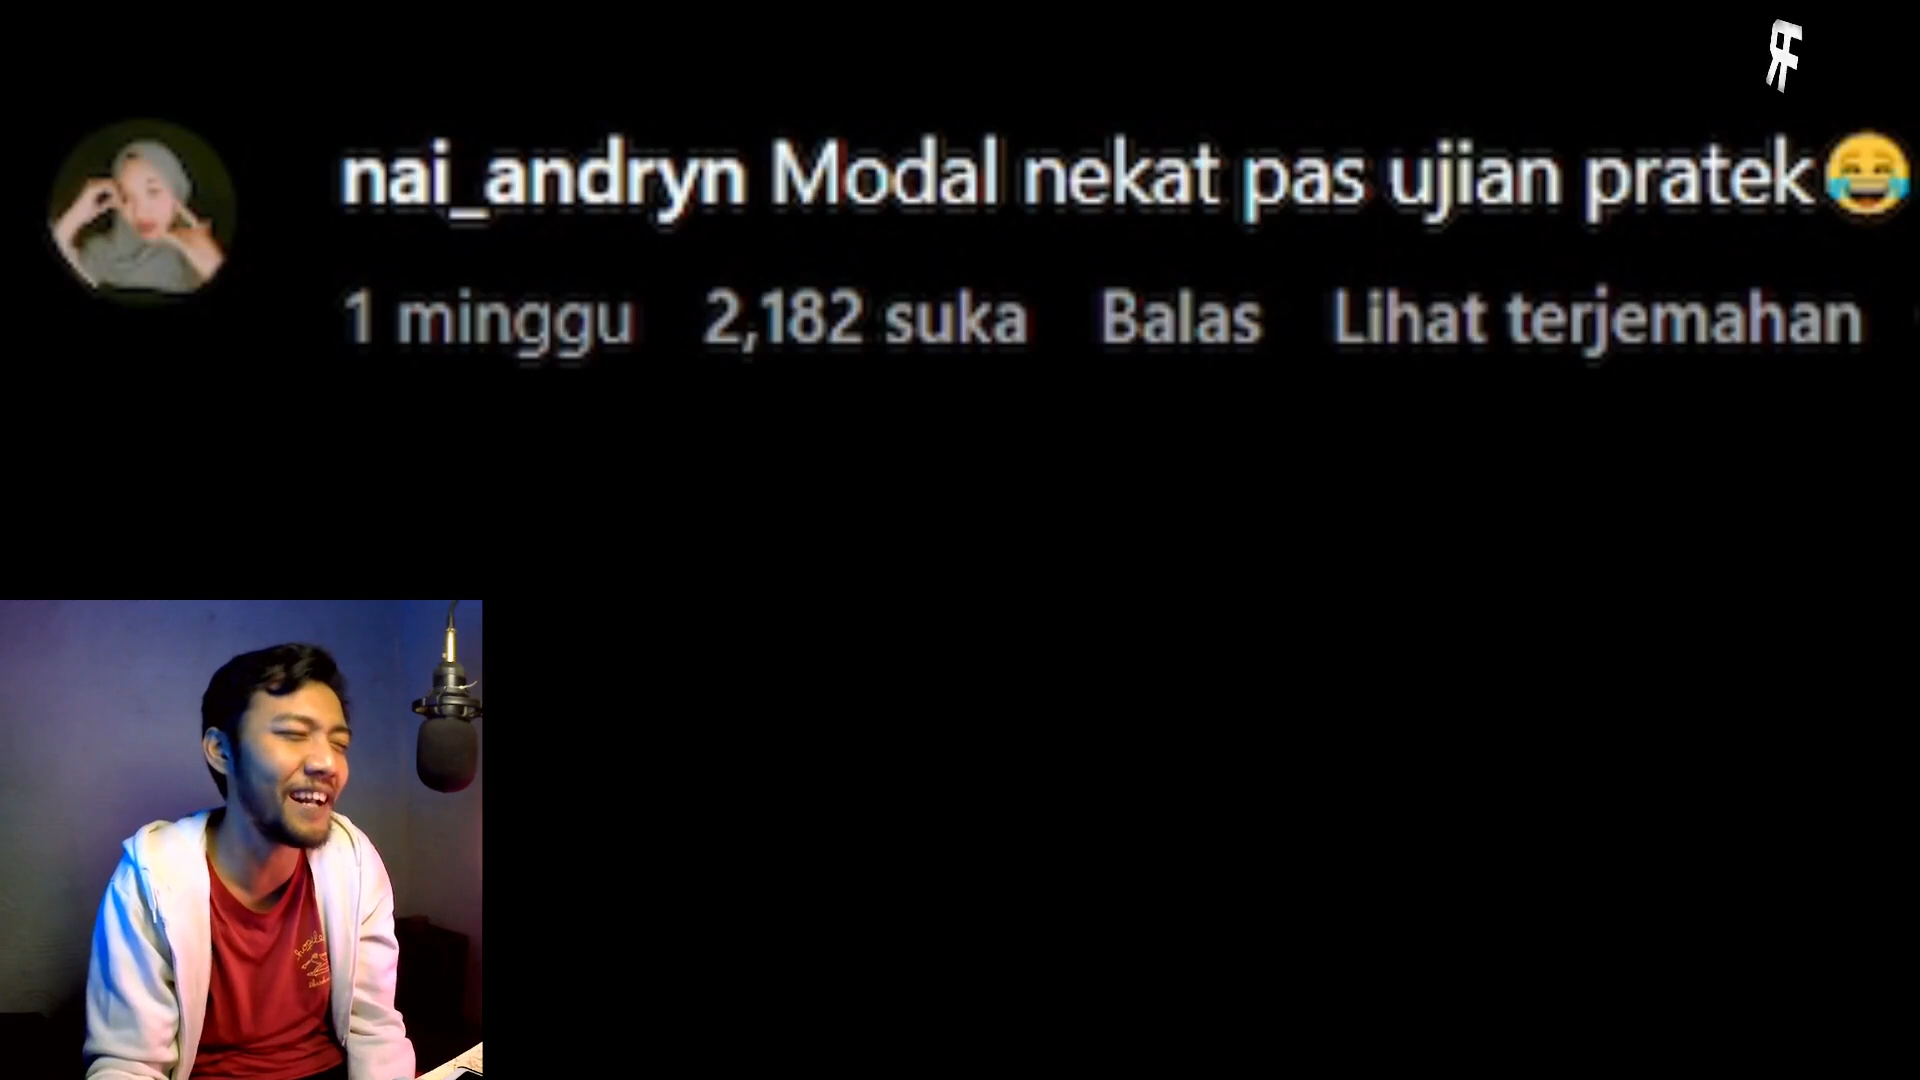 nai_andryn Modal nekat pas ujian pratek😂
1 minggu 2,182 suka Balas Lihat terjemahan